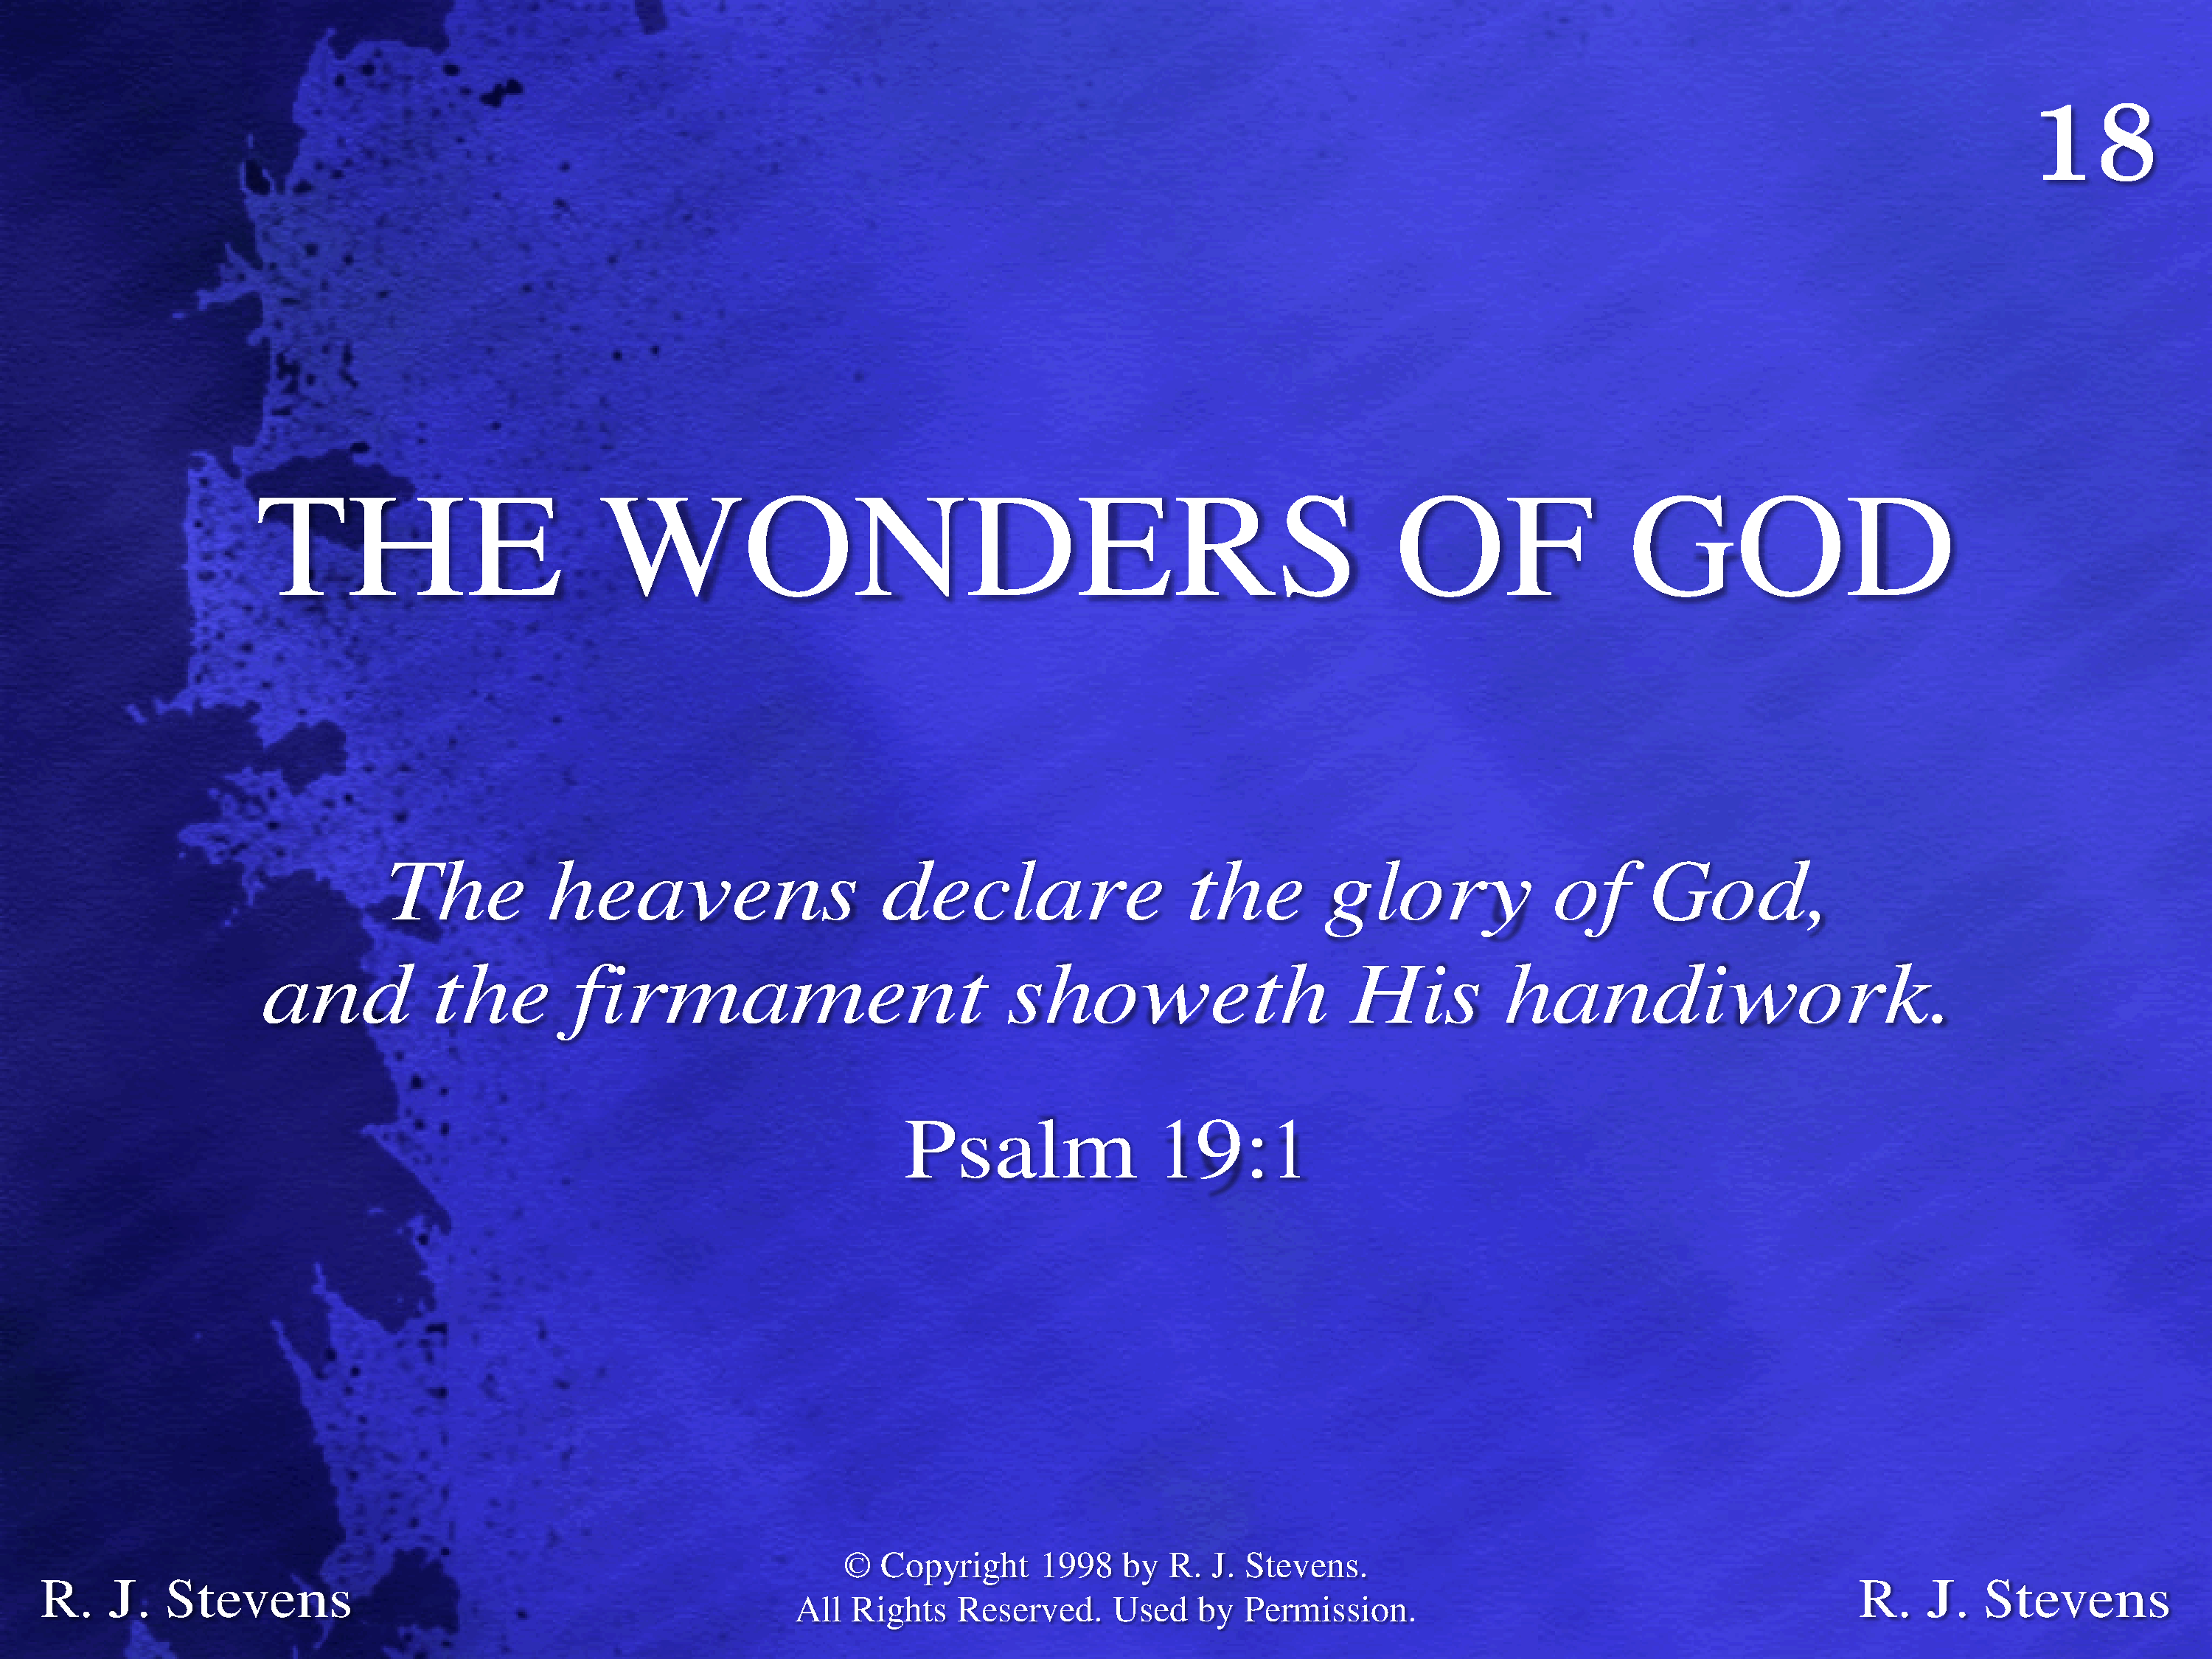 18
THE WONDERS OF GOD
The heavens declare the glory of God,
and the firmament showeth His handiwork.
Psalm 19:1
© Copyright 1998 by R. J. Stevens.
All Rights Reserved. Used by Permission.
R. J. Stevens
R. J. Stevens